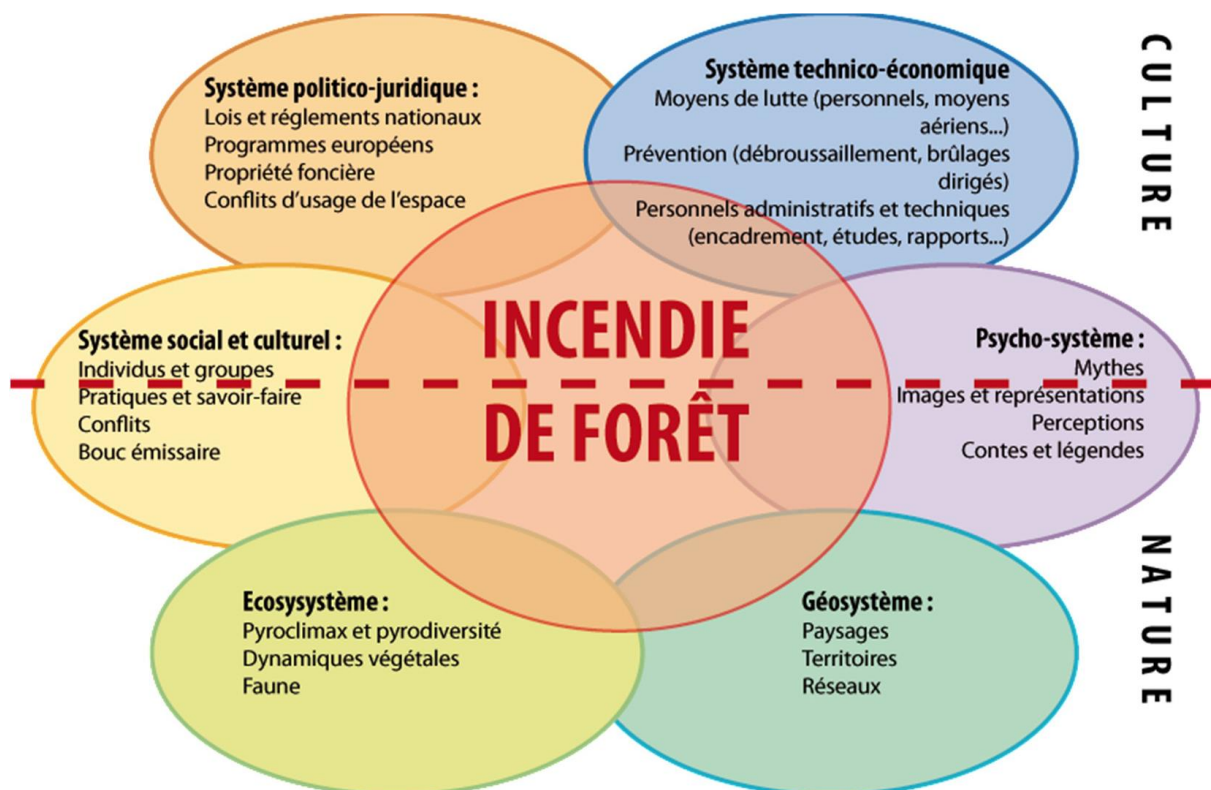 Système politico-juridique :
Lois et réglements nationaux
Programmes européens
Propriété foncière
Conflits d'usage de l'espace
Système technico-économique
Moyens de lutte (personnels, moyens
aériens...)
Prévention (débroussaillement, brûlages
dirigés)
Personnels administratifs et techniques
(encadrement, études, rapports...)
CULTURE
INCENDIE
DE FORÊT
Système social et culturel :
Individus et groupes
Pratiques et savoir-faire
Conflits
Bouc émissaire
Psycho-système :
Mythes
Images et représentations
Perceptions
Contes et légendes
Ecosysystème :
Pyroclimax et pyrodiversité
Dynamiques végétales
Faune
Géosystème :
Paysages
Territoires
Réseaux
NATURE